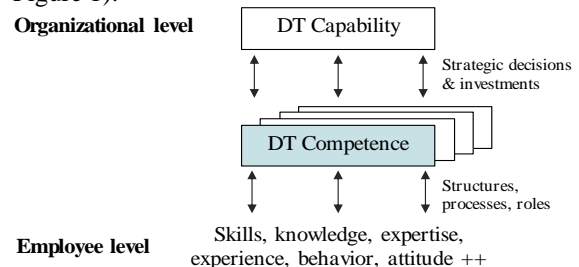 Figure 1).
Organizational level
DT Capability
Strategic decisions
& investments
DT Competence
Structures,
processes, roles
Employee level
Skills, knowledge, expertise,
experience, behavior, attitude ++